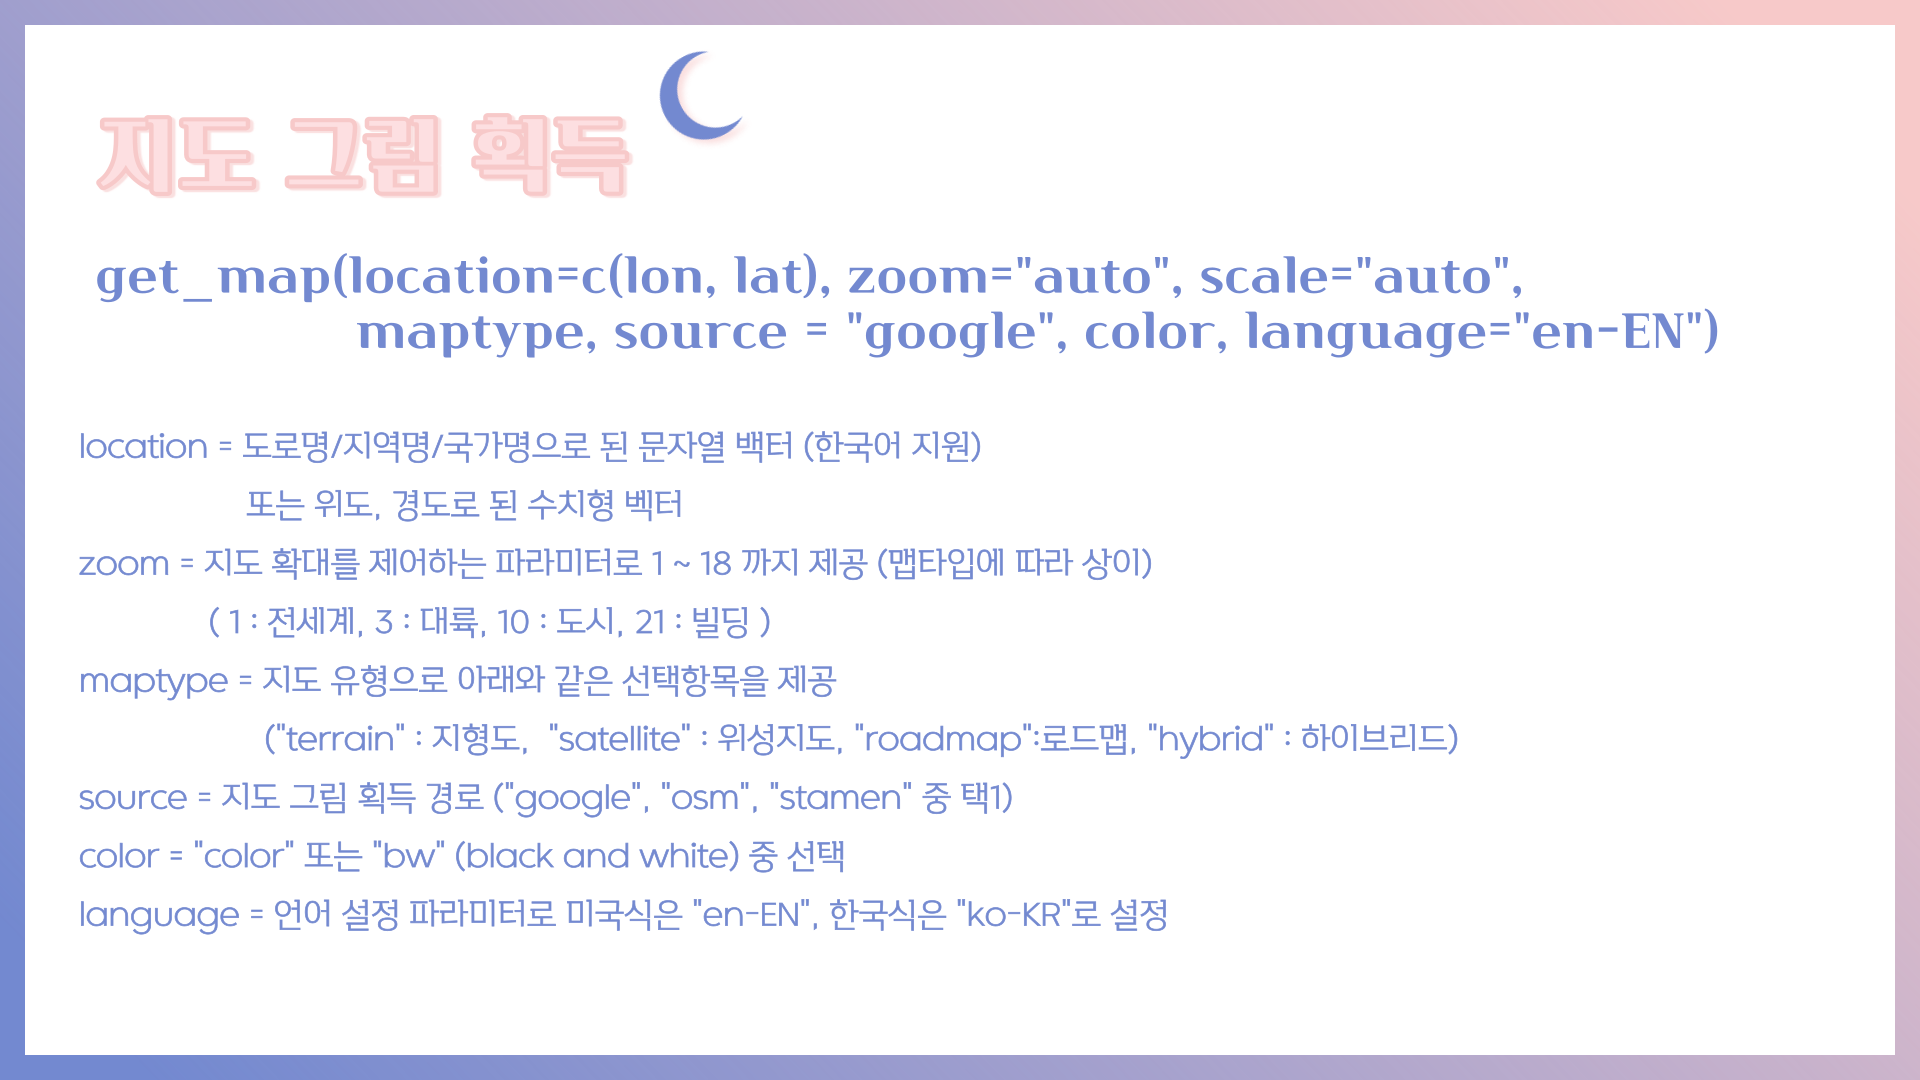 지도 그림 획득
get_map(location=c(lon, lat), zoom="auto", scale="auto",
maptype, source = "google", color, language="en-EN")
location = 도로명/지역명/국가명으로 된 문자열 백터 (한국어 지원)
또는 위도, 경도로 된 수치형 벡터
zoom = 지도 확대를 제어하는 파라미터로 1 ~ 18 까지 제공 (맵타입에 따라 상이)
( 1 : 전세계, 3 : 대륙, 10 : 도시, 21 : 빌딩 )
maptype = 지도 유형으로 아래와 같은 선택항목을 제공
("terrain" : 지형도, "satellite" : 위성지도, "roadmap":로드맵, "hybrid" : 하이브리드)
source = 지도 그림 획득 경로 ("google", "osm", "stamen" 중 택1)
color = "color" 또는 "bw" (black and white) 중 선택
language = 언어 설정 파라미터로 미국식은 "en-EN", 한국식은 "ko-KR"로 설정